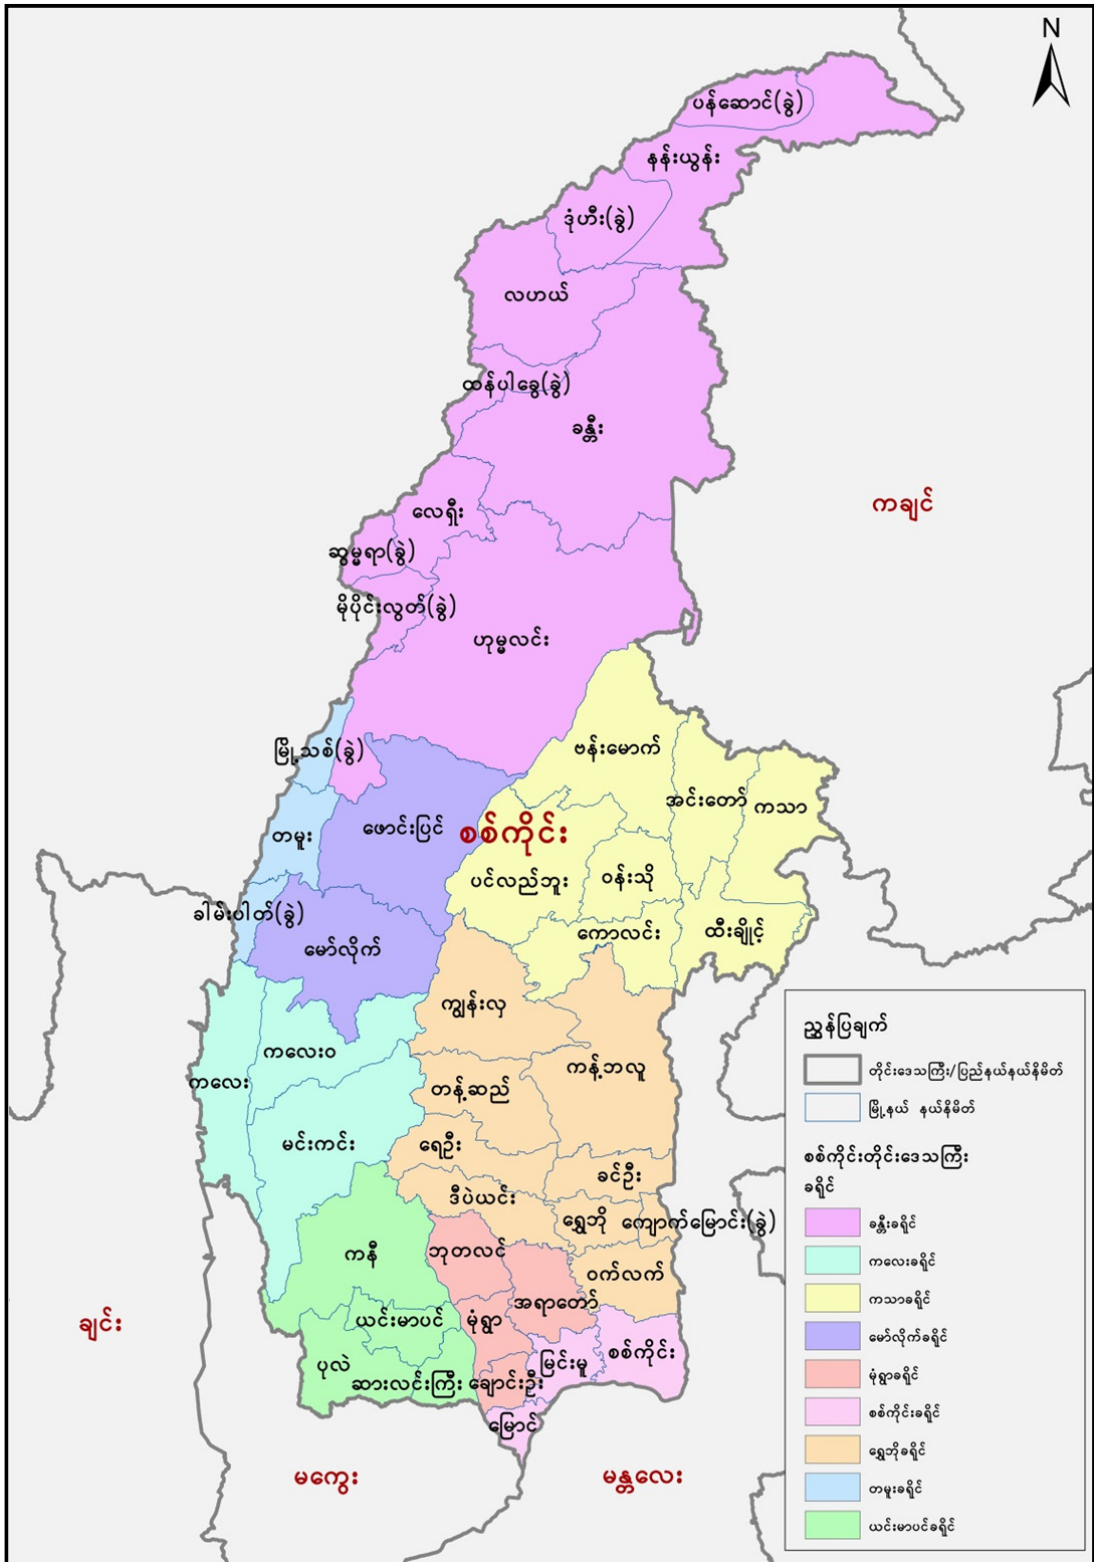 N
ပန်ဆောင်(ခွဲ)
နန်းယွန်း
ဒုံဟီး(ခွဲ)
လဟယ်
ထန်ပါခွေ(ခွဲ)
ခန္တီး
ကချင်
လေရှီး
ဆွမ္မရာ(ခွဲ)
မိုပိုင်းလွတ်(ခွဲ)
ဟုမ္မလင်း
မြို့သစ်(ခွဲ)
ဗန်းမောက်
အင်းတော်
ကသာ
တမူး
ဖောင်းပြင်
စစ်ကိုင်း
ပင်လည်ဘူး
ဝန်းသို
ခါမ်းပါတ်(ခွဲ)
မော်လိုက်
ကောလင်း
ထီးချိုင့်
ကျွန်းလှ
ကလေးဝ
ကလေး
ကန့်ဘလူ
တန့်ဆည်
မင်းကင်း
ရေဦး
ခင်ဦး
ဒီပဲယင်း
ရွှေဘို
ကျောက်မြောင်း(ခွဲ)
ကနီ
ဘုတလင်
ဝက်လက်
အရာတော်
ယင်းမာပင်
မုံရွာ
ချင်း
ပုလဲ
ဆားလင်းကြီး
ချောင်းဦး
မြင်းမူ
စစ်ကိုင်း
မြောင်
မကွေး
မန္တလေး
ညွှန်ပြချက်
တိုင်းဒေသကြီး/ပြည်နယ်နယ်နိမိတ်
မြို့နယ် နယ်နိမိတ်
စစ်ကိုင်းတိုင်းဒေသကြီး
ခရိုင်
ခန္တီးခရိုင်
ကလေးခရိုင်
ကသာခရိုင်
မော်လိုက်ခရိုင်
မုံရွာခရိုင်
စစ်ကိုင်းခရိုင်
ရွှေဘိုခရိုင်
တမူးခရိုင်
ယင်းမာပင်ခရိုင်